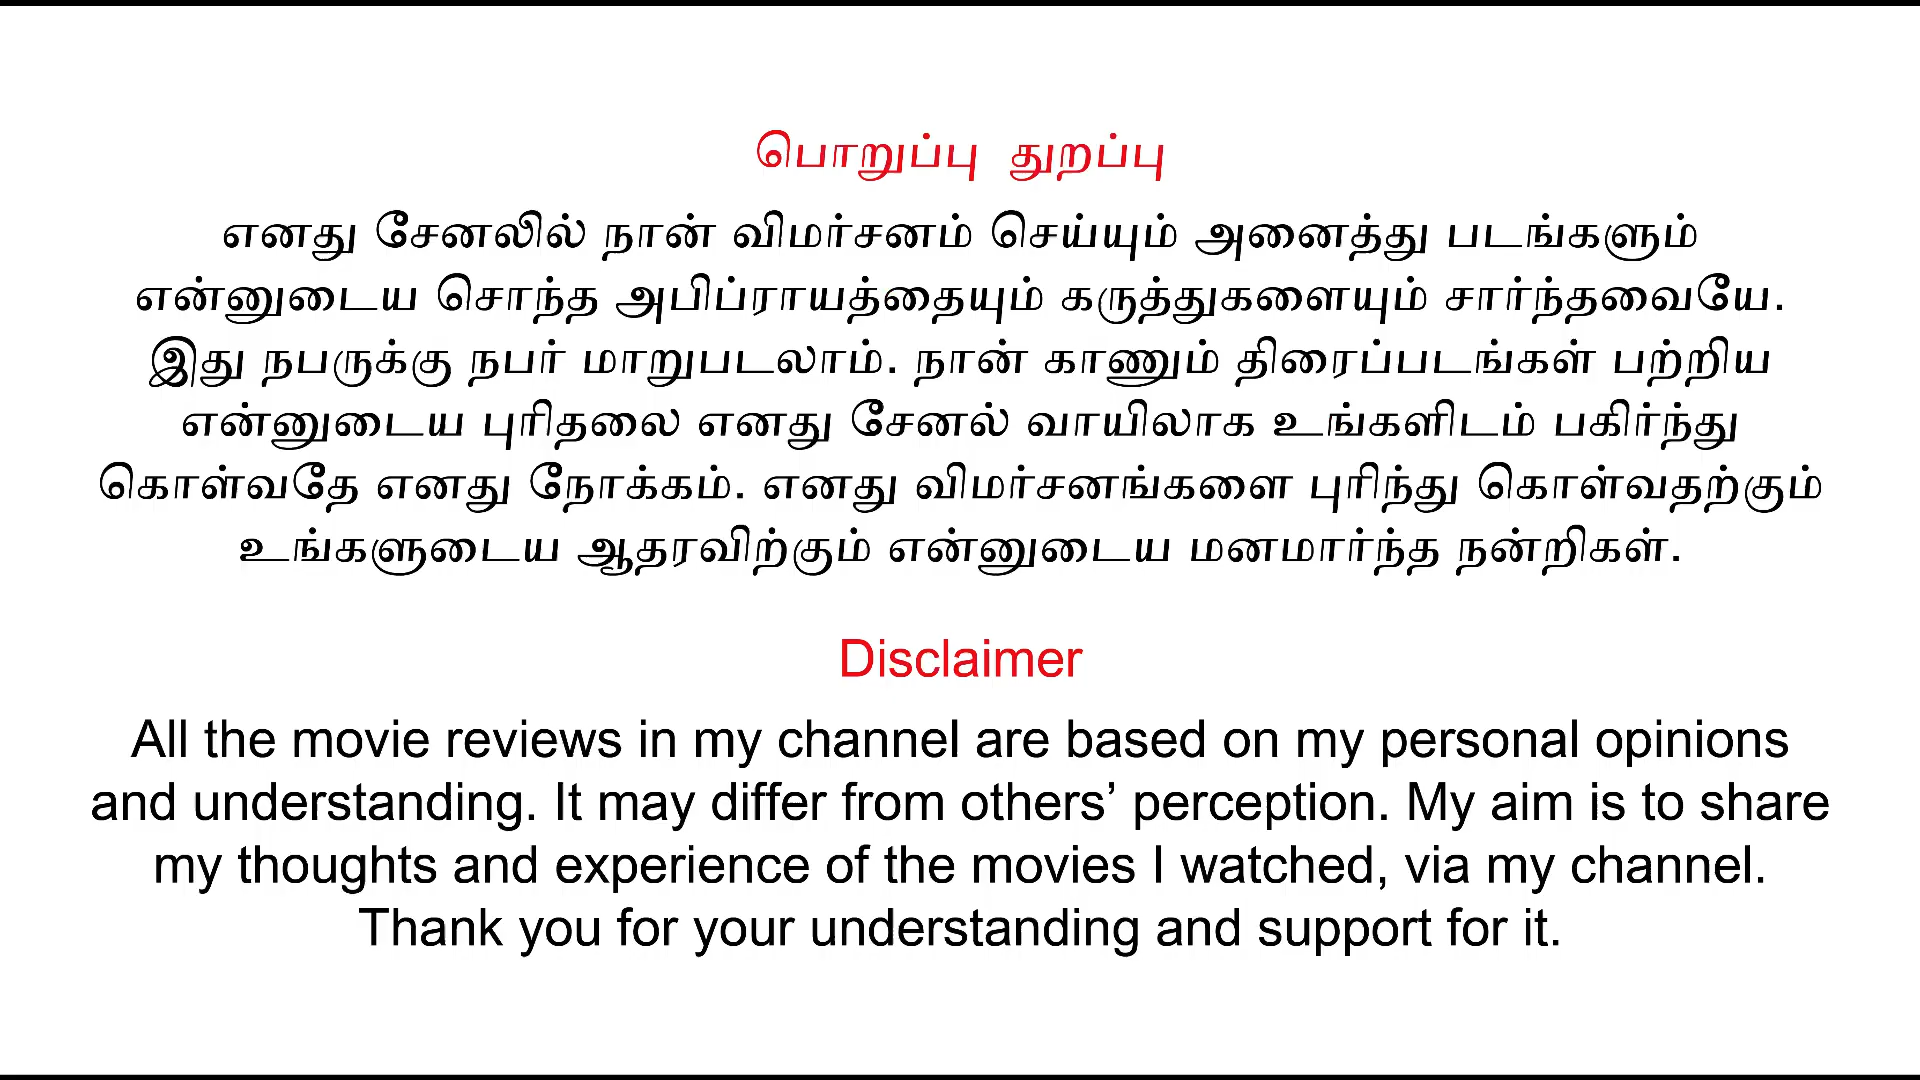 பொறுப்பு துறப்பு
எனது சேனலில் நான் விமர்சனம் செய்யும் அனைத்து படங்களும்
என்னுடைய சொந்த அபிப்ராயத்தையும் கருத்துகளையும் சார்ந்தவையே.
இது நபருக்கு நபர் மாறுபடலாம். நான் காணும் திரைப்படங்கள் பற்றிய
என்னுடைய புரிதலை எனது சேனல் வாயிலாக உங்களிடம் பகிர்ந்து
கொள்வதே எனது நோக்கம். எனது விமர்சனங்களை புரிந்து கொள்வதற்கும்
உங்களுடைய ஆதரவிற்கும் என்னுடைய மனமார்ந்த நன்றிகள்.
Disclaimer
All the movie reviews in my channel are based on my personal opinions
and understanding. It may differ from others’ perception. My aim is to share
my thoughts and experience of the movies I watched, via my channel.
Thank you for your understanding and support for it.